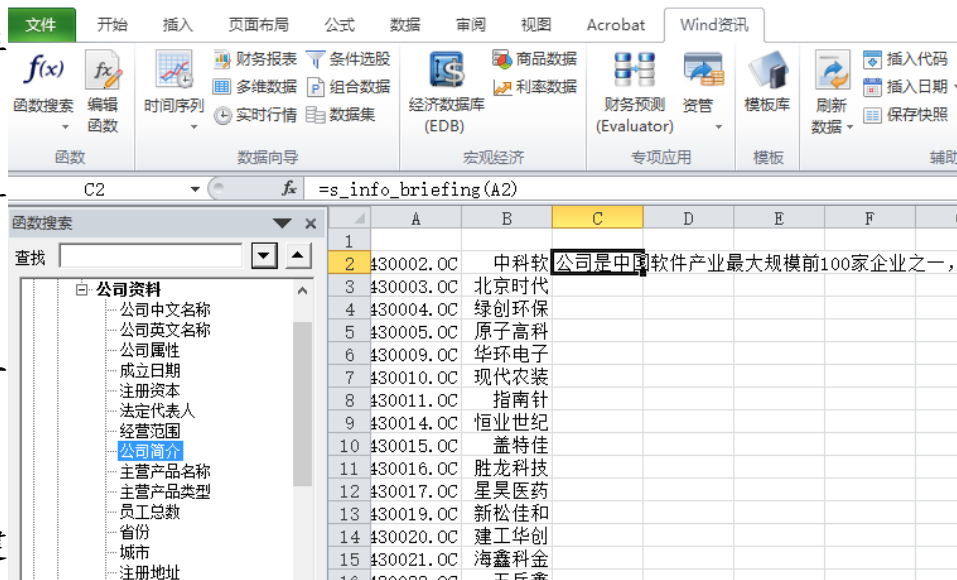 文件 开始 插入 页面布局 公式 数据 审阅 视图 Acrobat Wind资讯
f(x) 函数搜索
fx 编辑函数
时间序列
财务报表 条件选股
多维数据 组合数据
实时行情 数据集
经济数据库
(EDB)
商品数据
利率数据
财务预测
(Evaluator)
资管
模板库
刷新
数据
插入代码
插入日期
保存快照
函数 数据向导 宏观经济 专项应用 模板 辅助
C2 fx =s_info_briefing(A2)
函数搜索
查找
公司资料
公司中文名称
公司英文名称
公司属性
成立日期
注册资本
法定代表人
经营范围
公司简介
主营产品名称
主营产品类型
员工总数
省份
城市
注册地址
A B C D E F
1
2 430002.OC 中科软 公司是中国软件产业最大规模前100家企业之一，
3 430003.OC 北京时代
4 430004.OC 绿创环保
5 430005.OC 原子高科
6 430009.OC 华环电子
7 430010.OC 现代农装
8 430011.OC 指南针
9 430014.OC 恒业世纪
10 430015.OC 盖特佳
11 430016.OC 胜龙科技
12 430017.OC 星昊医药
13 430019.OC 新松佳和
14 430020.OC 建工华创
15 430021.OC 海鑫科金